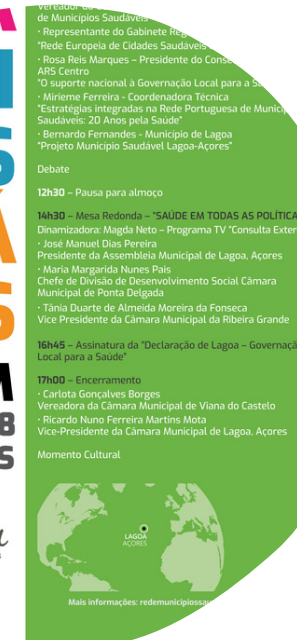 de Municípios Saudáveis
• Representante do Gabinete
"Rede Europeia de Cidades Saudáveis
• Rosa Reis Marques – Presidente do
ARS Centro
"O suporte nacional à Governação Local para a
• Mirieme Ferreira - Coordenadora Técnica
"Estratégias integradas na Rede Portuguesa de
Saudáveis: 20 Anos pela Saúde"
• Bernardo Fernandes - Município de Lagoa
"Projeto Município Saudável Lagoa-Açores"
Debate
12h30 – Pausa para almoço
14h30 – Mesa Redonda – "SAÚDE EM TODAS AS
Dinamizadora: Magda Neto – Programa TV "Consulta
• José Manuel Dias Pereira
Presidente da Assembleia Municipal de Lagoa, Açores
• Maria Margarida Nunes Pais
Chefe de Divisão de Desenvolvimento Social Câmara
Municipal de Ponta Delgada
• Tânia Duarte de Almeida Moreira da Fonseca
Vice Presidente da Câmara Municipal da Ribeira Grande
16h45 – Assinatura da "Declaração de Lagoa –
Local para a Saúde"
17h00 – Encerramento
• Carlota Gonçalves Borges
Vereadora da Câmara Municipal de Viana do Castelo
• Ricardo Nuno Ferreira Martins Mota
Vice-Presidente da Câmara Municipal de Lagoa, Açores
Momento Cultural
LAGOA
AÇORES
Mais informações: